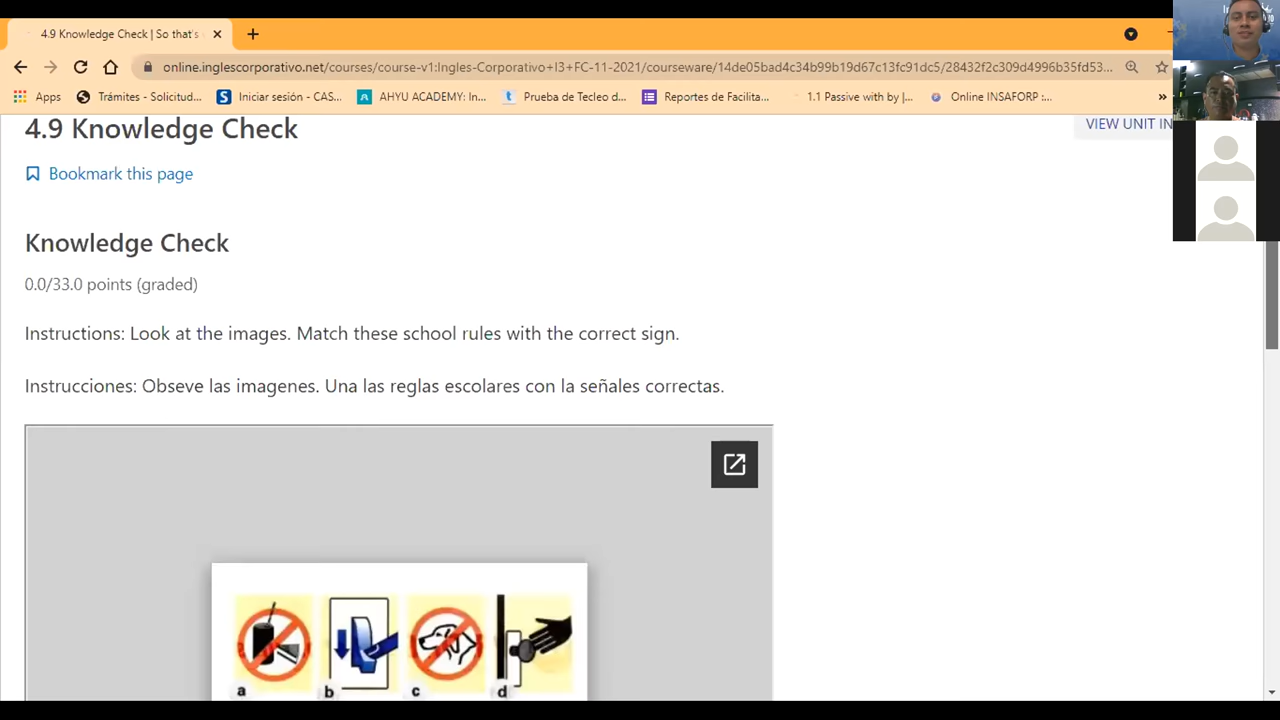 4.9 Knowledge Check | So that's
online.inglescorporativo.net/courses/course-v1:Ingles-Corporativo+I3+FC-11-2021/courseware/14de05bad4c34b99b19d67c13fc91dc5/28432f2c309d4996b35fd53...
Apps
Trámites - Solicitud...
Iniciar sesión - CAS...
AHYU ACADEMY: In...
Prueba de Tecleo d...
Reportes de Facilita...
1.1 Passive with by |...
Online INSAFORP :...
»
4.9 Knowledge Check
VIEW UNIT IN
Bookmark this page
Knowledge Check
0.0/33.0 points (graded)
Instructions: Look at the images. Match these school rules with the correct sign.
Instrucciones: Obseve las imagenes. Una las reglas escolares con la señales correctas.
a b c d